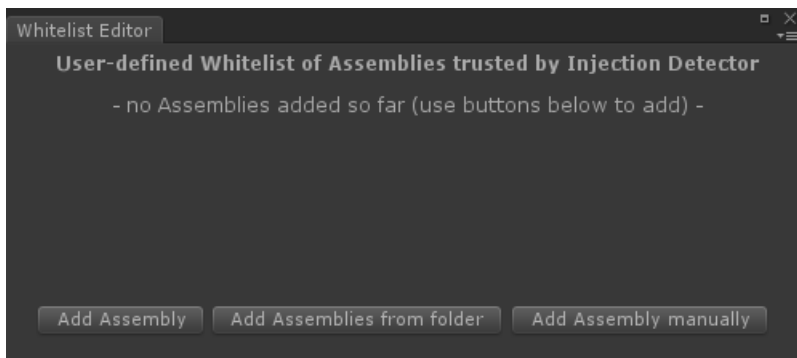 Whitelist Editor
User-defined Whitelist of Assemblies trusted by Injection Detector
- no Assemblies added so far (use buttons below to add) -
Add Assembly
Add Assemblies from folder
Add Assembly manually